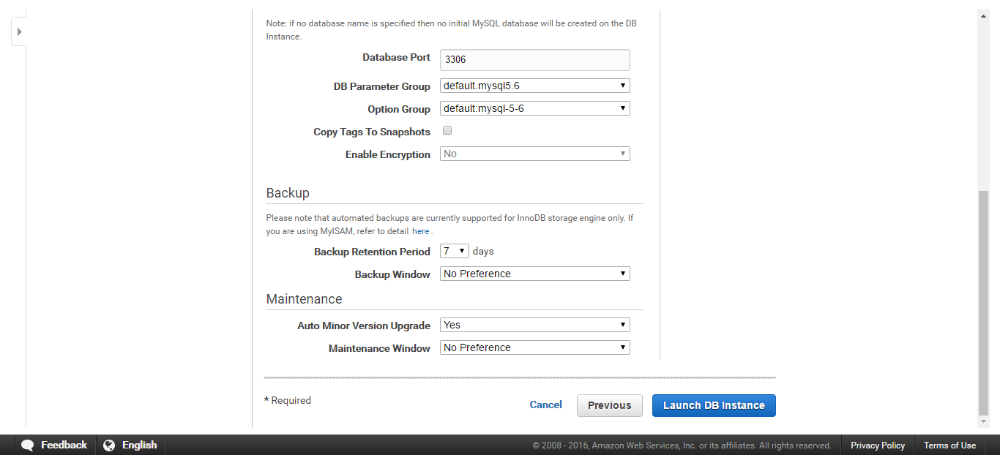 Note: if no database name is specified then no initial MySQL database will be created on the DB
Instance.
Database Port 3306
DB Parameter Group default.mysql5.6
Option Group default:mysql-5-6
Copy Tags To Snapshots
Enable Encryption No
Backup
Please note that automated backups are currently supported for InnoDB storage engine only. If
you are using MyISAM, refer to detail here .
Backup Retention Period 7 days
Backup Window No Preference
Maintenance
Auto Minor Version Upgrade Yes
Maintenance Window No Preference
* Required Cancel Previous Launch DB Instance
Feedback English © 2008 - 2016, Amazon Web Services, Inc. or its affiliates. All rights reserved. Privacy Policy Terms of Use